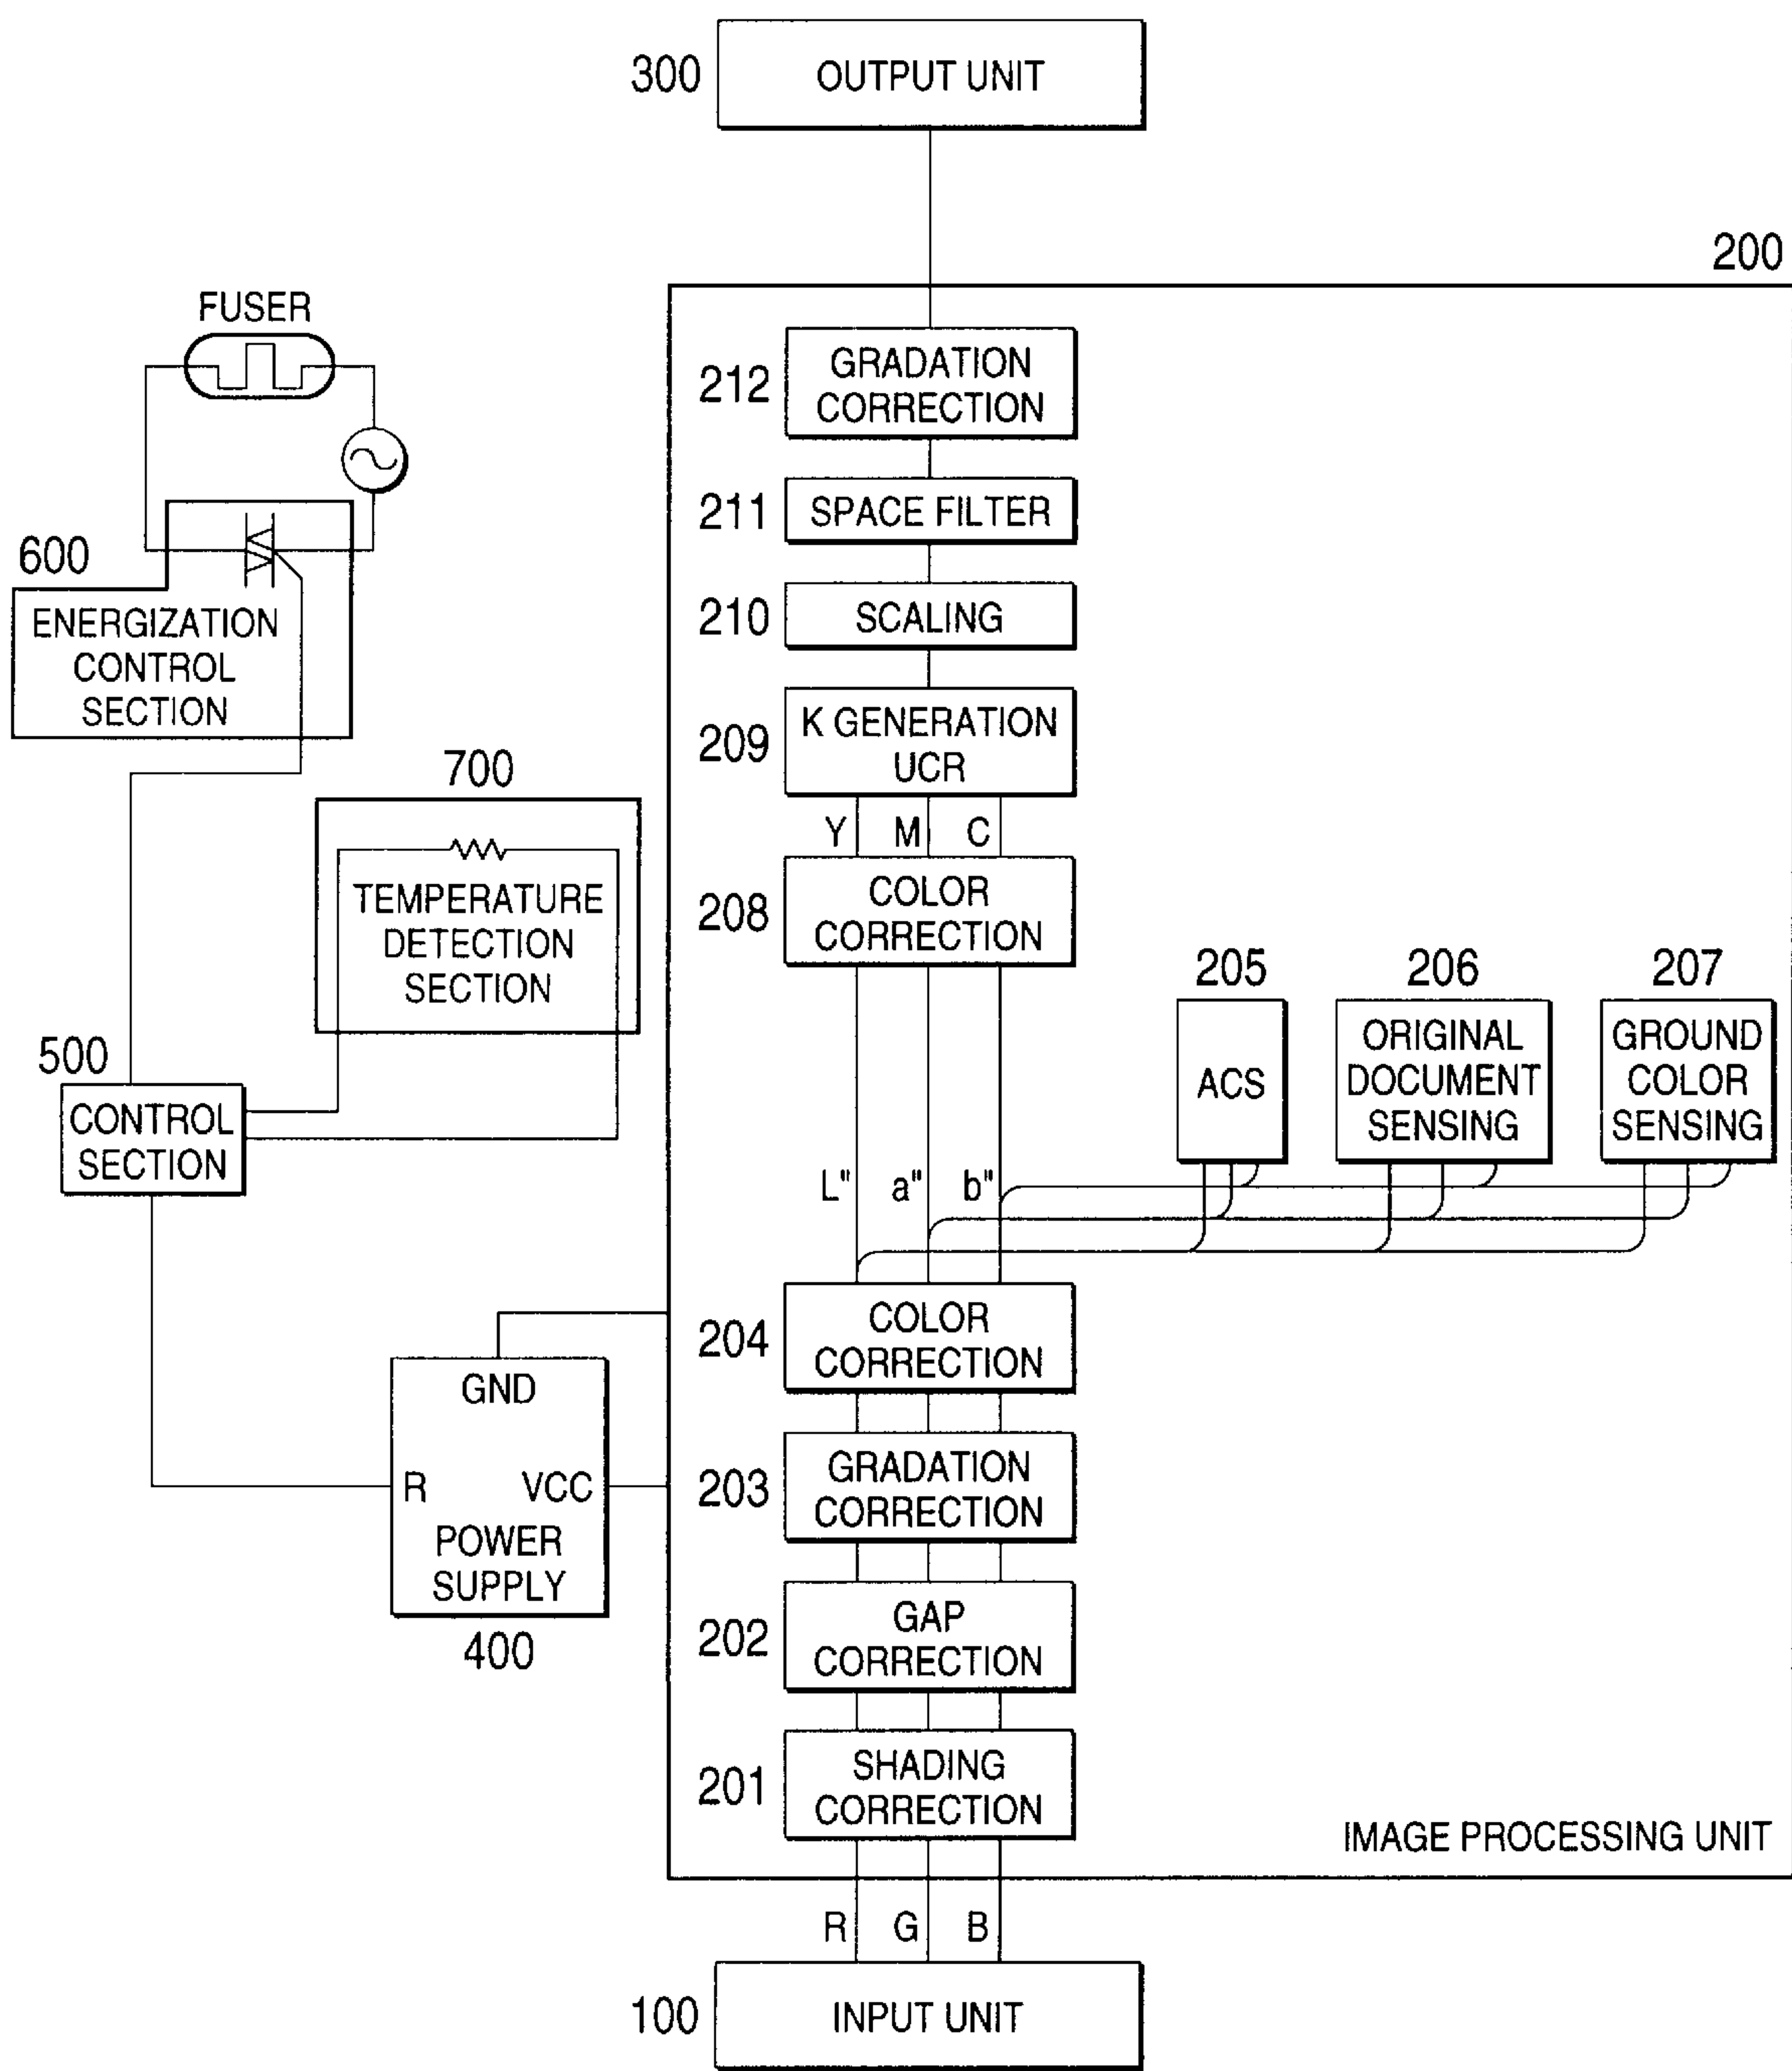 300
OUTPUT UNIT
200
FUSER
212
GRADATION
CORRECTION
211
SPACE FILTER
600
ENERGIZATION
CONTROL
SECTION
210
SCALING
209
K GENERATION
UCR
700
TEMPERATURE
DETECTION
SECTION
Y M C
208
COLOR
CORRECTION
205
ACS
206
ORIGINAL
DOCUMENT
SENSING
207
GROUND
COLOR
SENSING
500
CONTROL
SECTION
L" a" b"
204
COLOR
CORRECTION
GND
R VCC
POWER
SUPPLY
400
203
GRADATION
CORRECTION
202
GAP
CORRECTION
201
SHADING
CORRECTION
IMAGE PROCESSING UNIT
R G B
100
INPUT UNIT